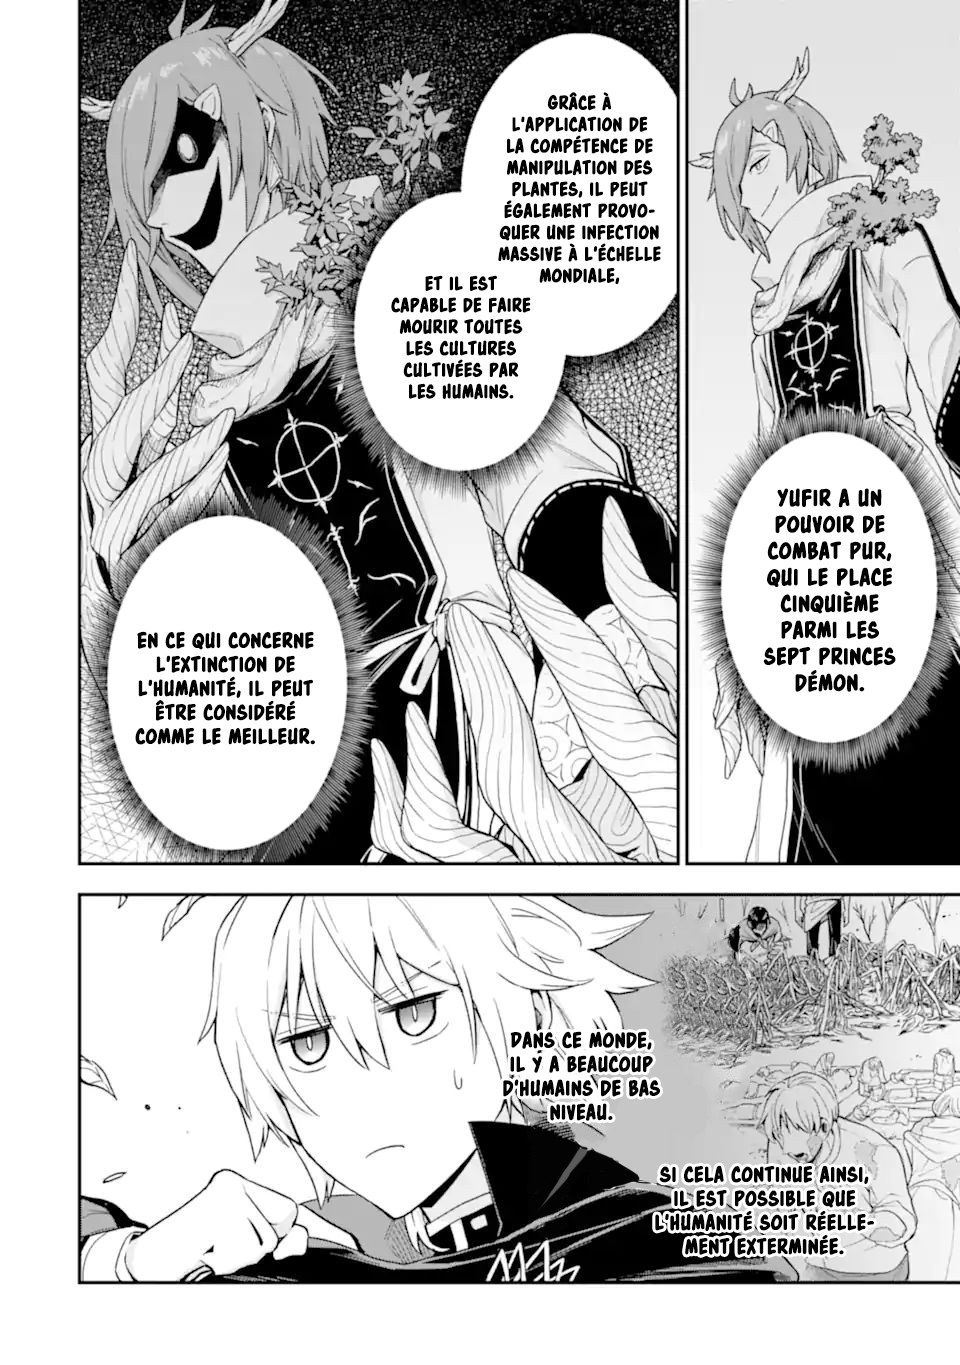 YUFIR A UN
POUVOIR DE
COMBAT PUR,
QUI LE PLACE
CINQUIÈME
PARMI LES
SEPT PRINCES
DÉMON.
GRÂCE À
L'APPLICATION DE
LA COMPÉTENCE DE
MANIPULATION DES
PLANTES, IL PEUT
ÉGALEMENT PROVO-
QUER UNE INFECTION
MASSIVE À L'ÉCHELLE
MONDIALE,
ET IL EST
CAPABLE DE FAIRE
MOURIR TOUTES
LES CULTURES
CULTIVÉES PAR
LES HUMAINS.
EN CE QUI CONCERNE
L'EXTINCTION DE
L'HUMANITÉ, IL PEUT
ÊTRE CONSIDÉRÉ
COMME LE MEILLEUR.
DANS CE MONDE,
IL Y A BEAUCOUP
D'HUMAINS DE BAS
NIVEAU.
SI CELA CONTINUE AINSI,
IL EST POSSIBLE QUE
L'HUMANITÉ SOIT RÉELLE-
MENT EXTERMINÉE.